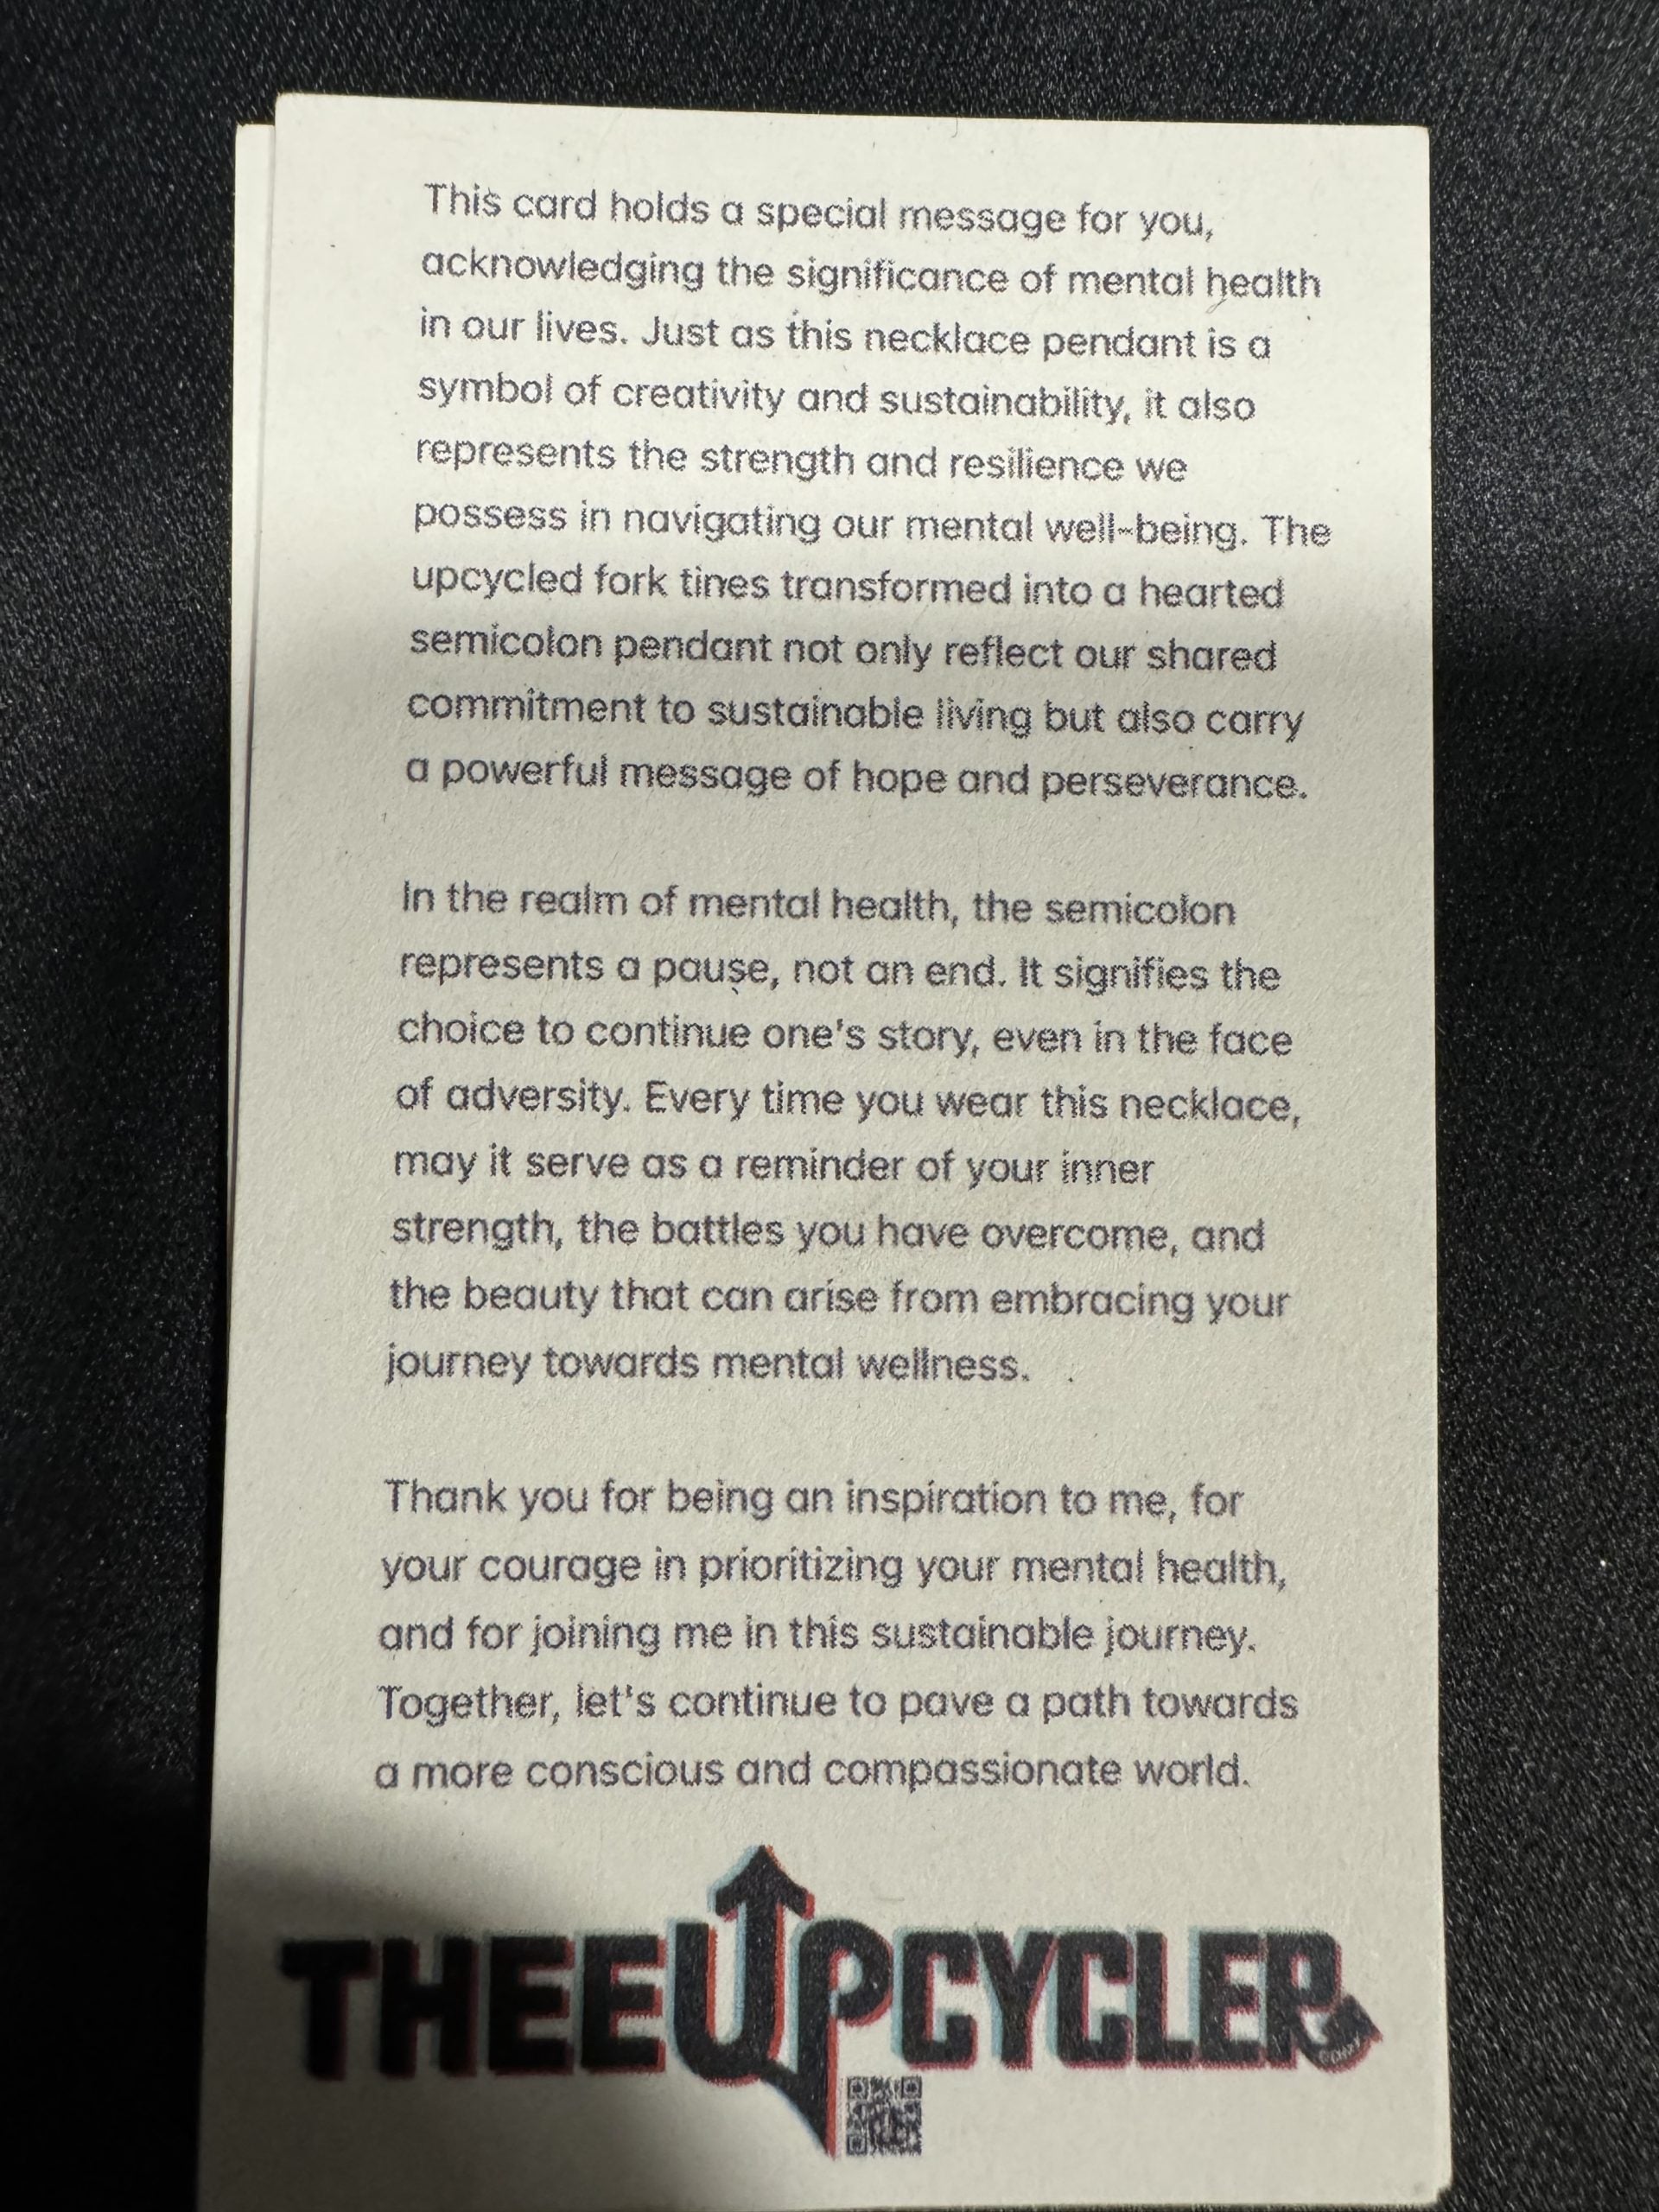 This card holds a special message for you,
acknowledging the significance of mental health
in our lives. Just as this necklace pendant is a
symbol of creativity and sustainability, it also
represents the strength and resilience we
possess in navigating our mental well-being. The
upcycled fork tines transformed into a hearted
semicolon pendant not only reflect our shared
commitment to sustainable living but also carry
a powerful message of hope and perseverance.
In the realm of mental health, the semicolon
represents a pause, not an end. It signifies the
choice to continue one's story, even in the face
of adversity. Every time you wear this necklace,
may it serve as a reminder of your inner
strength, the battles you have overcome, and
the beauty that can arise from embracing your
journey towards mental wellness.
Thank you for being an inspiration to me, for
your courage in prioritizing your mental health,
and for joining me in this sustainable journey.
Together, let's continue to pave a path towards
a more conscious and compassionate world.
THEEUPCYCLER